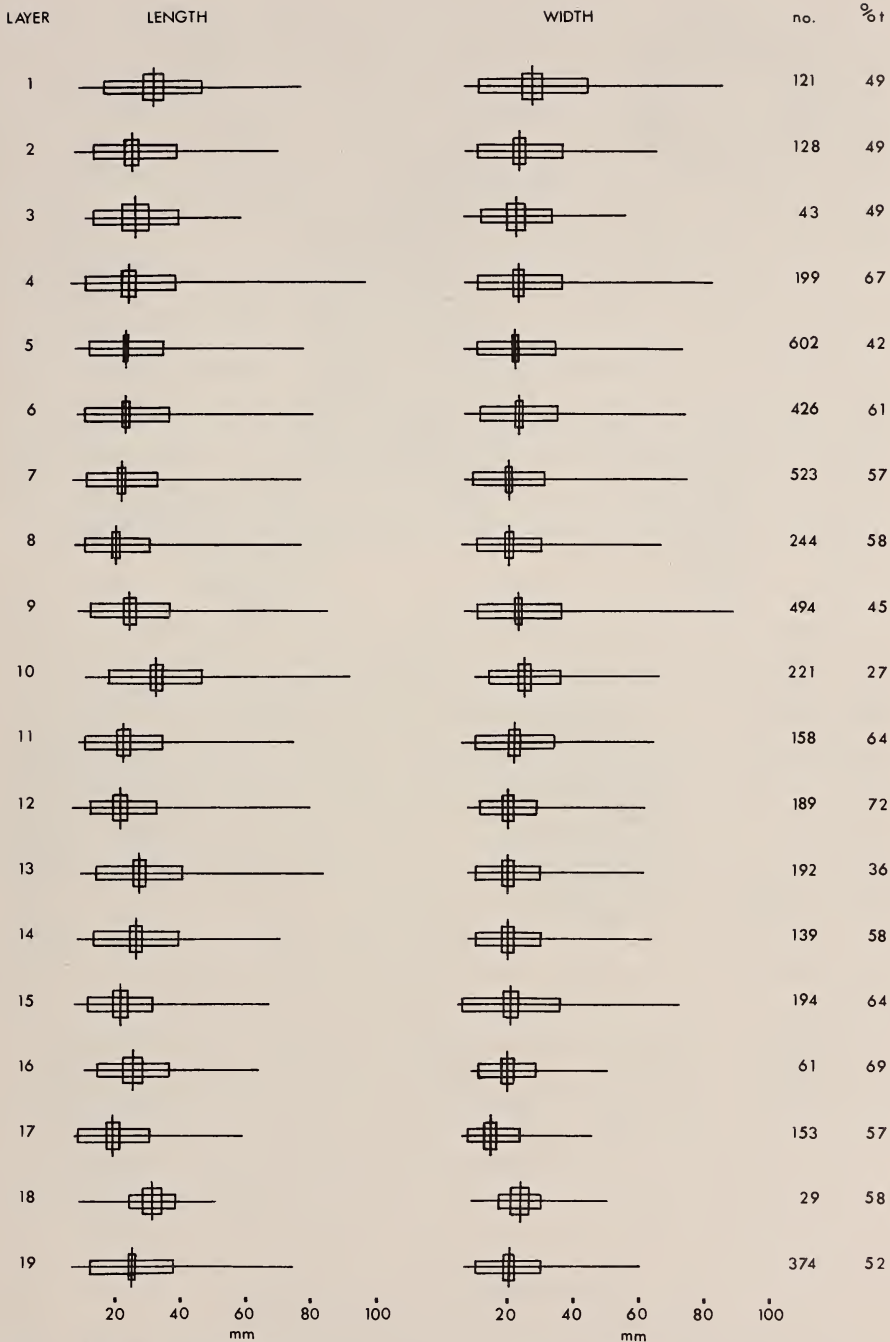 LAYER LENGTH WIDTH no. % t
1 121 49
2 128 49
3 43 49
4 199 67
5 602 42
6 426 61
7 523 57
8 244 58
9 494 45
10 221 27
11 158 64
12 189 72
13 192 36
14 139 58
15 194 64
16 61 69
17 153 57
18 29 58
19 374 52
20 40 60 80 100 20 40 60 80 100
mm mm